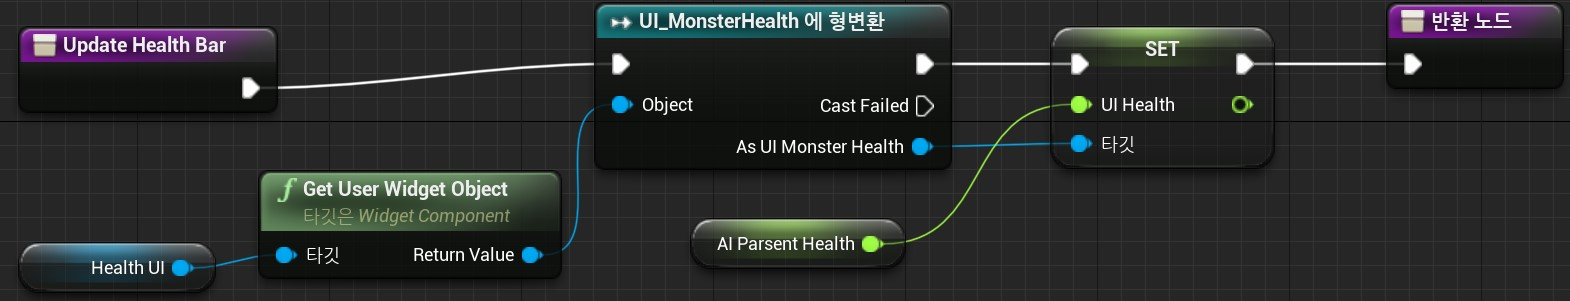 Update Health Bar
UI_MonsterHealth 에 형변환
Object
Cast Failed
As UI Monster Health
SET
UI Health
타깃
반환 노드
Get User Widget Object
타깃은 Widget Component
타깃
Return Value
Health UI
AI Parsent Health